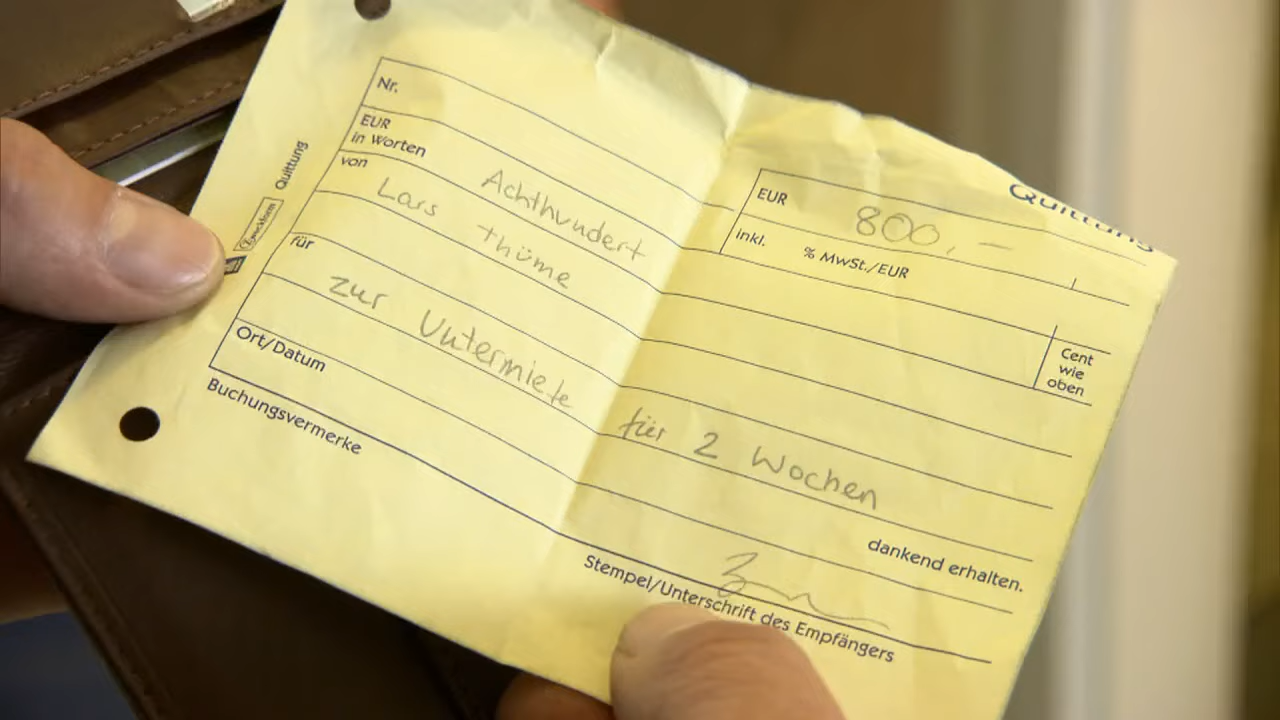 Quittung
Nr.
EUR 800,-
EUR
in Worten Achthundert
inkl. % MwSt./EUR
Cent
wie
oben
von Lars Thüme
für zur Untermiete für 2 Wochen
Ort/Datum
dankend erhalten.
Buchungsvermerke
Stempel/Unterschrift des Empfängers
Quittung